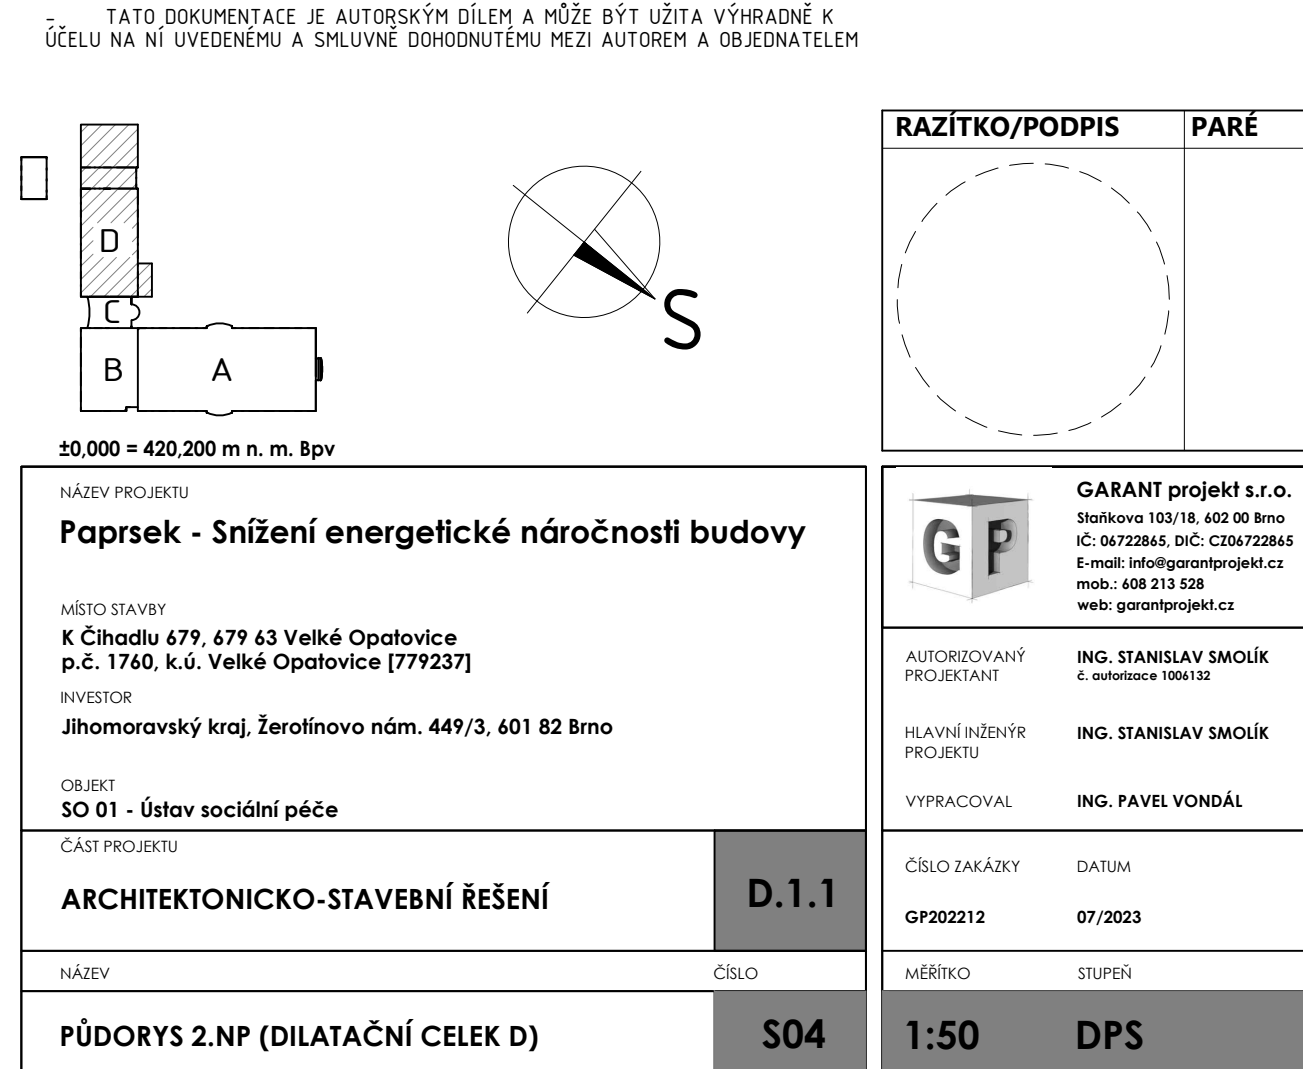 - TATO DOKUMENTACE JE AUTORSKÝM DÍLEM A MŮŽE BÝT UŽITA VÝHRADNĚ K
ÚČELU NA NÍ UVEDENÉMU A SMLUVNĚ DOHODNUTÉMU MEZI AUTOREM A OBJEDNATELEM
D
C
B
A
S
±0,000 = 420,200 m n. m. Bpv
RAZÍTKO/PODPIS
PARÉ
NÁZEV PROJEKTU
Paprsek - Snížení energetické náročnosti budovy
MÍSTO STAVBY
K Čihadlu 679, 679 63 Velké Opatovice
p.č. 1760, k.ú. Velké Opatovice [779237]
INVESTOR
Jihomoravský kraj, Žerotínovo nám. 449/3, 601 82 Brno
OBJEKT
SO 01 - Ústav sociální péče
ČÁST PROJEKTU
ARCHITEKTONICKO-STAVEBNÍ ŘEŠENÍ
D.1.1
NÁZEV
ČÍSLO
PŮDORYS 2.NP (DILATAČNÍ CELEK D)
S04
GP
GARANT projekt s.r.o.
Staňkova 103/18, 602 00 Brno
IČ: 06722865, DIČ: CZ06722865
E-mail: info@garantprojekt.cz
mob.: 608 213 528
web: garantprojekt.cz
AUTORIZOVANÝ
PROJEKTANT
ING. STANISLAV SMOLÍK
č. autorizace 1006132
HLAVNÍ INŽENÝR
PROJEKTU
ING. STANISLAV SMOLÍK
VYPRACOVAL
ING. PAVEL VONDÁL
ČÍSLO ZAKÁZKY
DATUM
GP202212
07/2023
MĚŘÍTKO
STUPEŇ
1:50
DPS